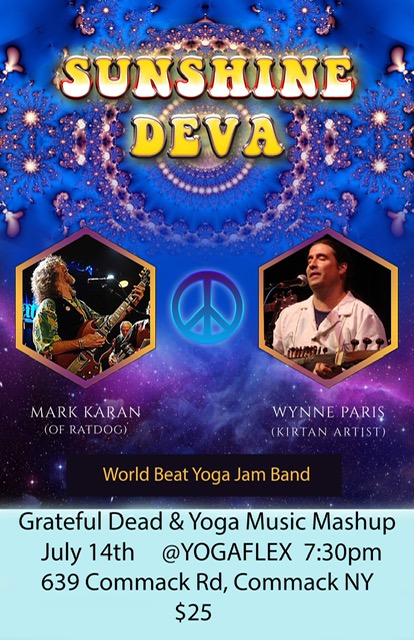 SUNSHINE
DEVA
MARK KARAN
(OF RATDOG)
WYNNE PARIS
(KIRTAN ARTIST)
World Beat Yoga Jam Band
Grateful Dead & Yoga Music Mashup
July 14th @YOGAFLEX 7:30pm
639 Commack Rd, Commack NY
$25